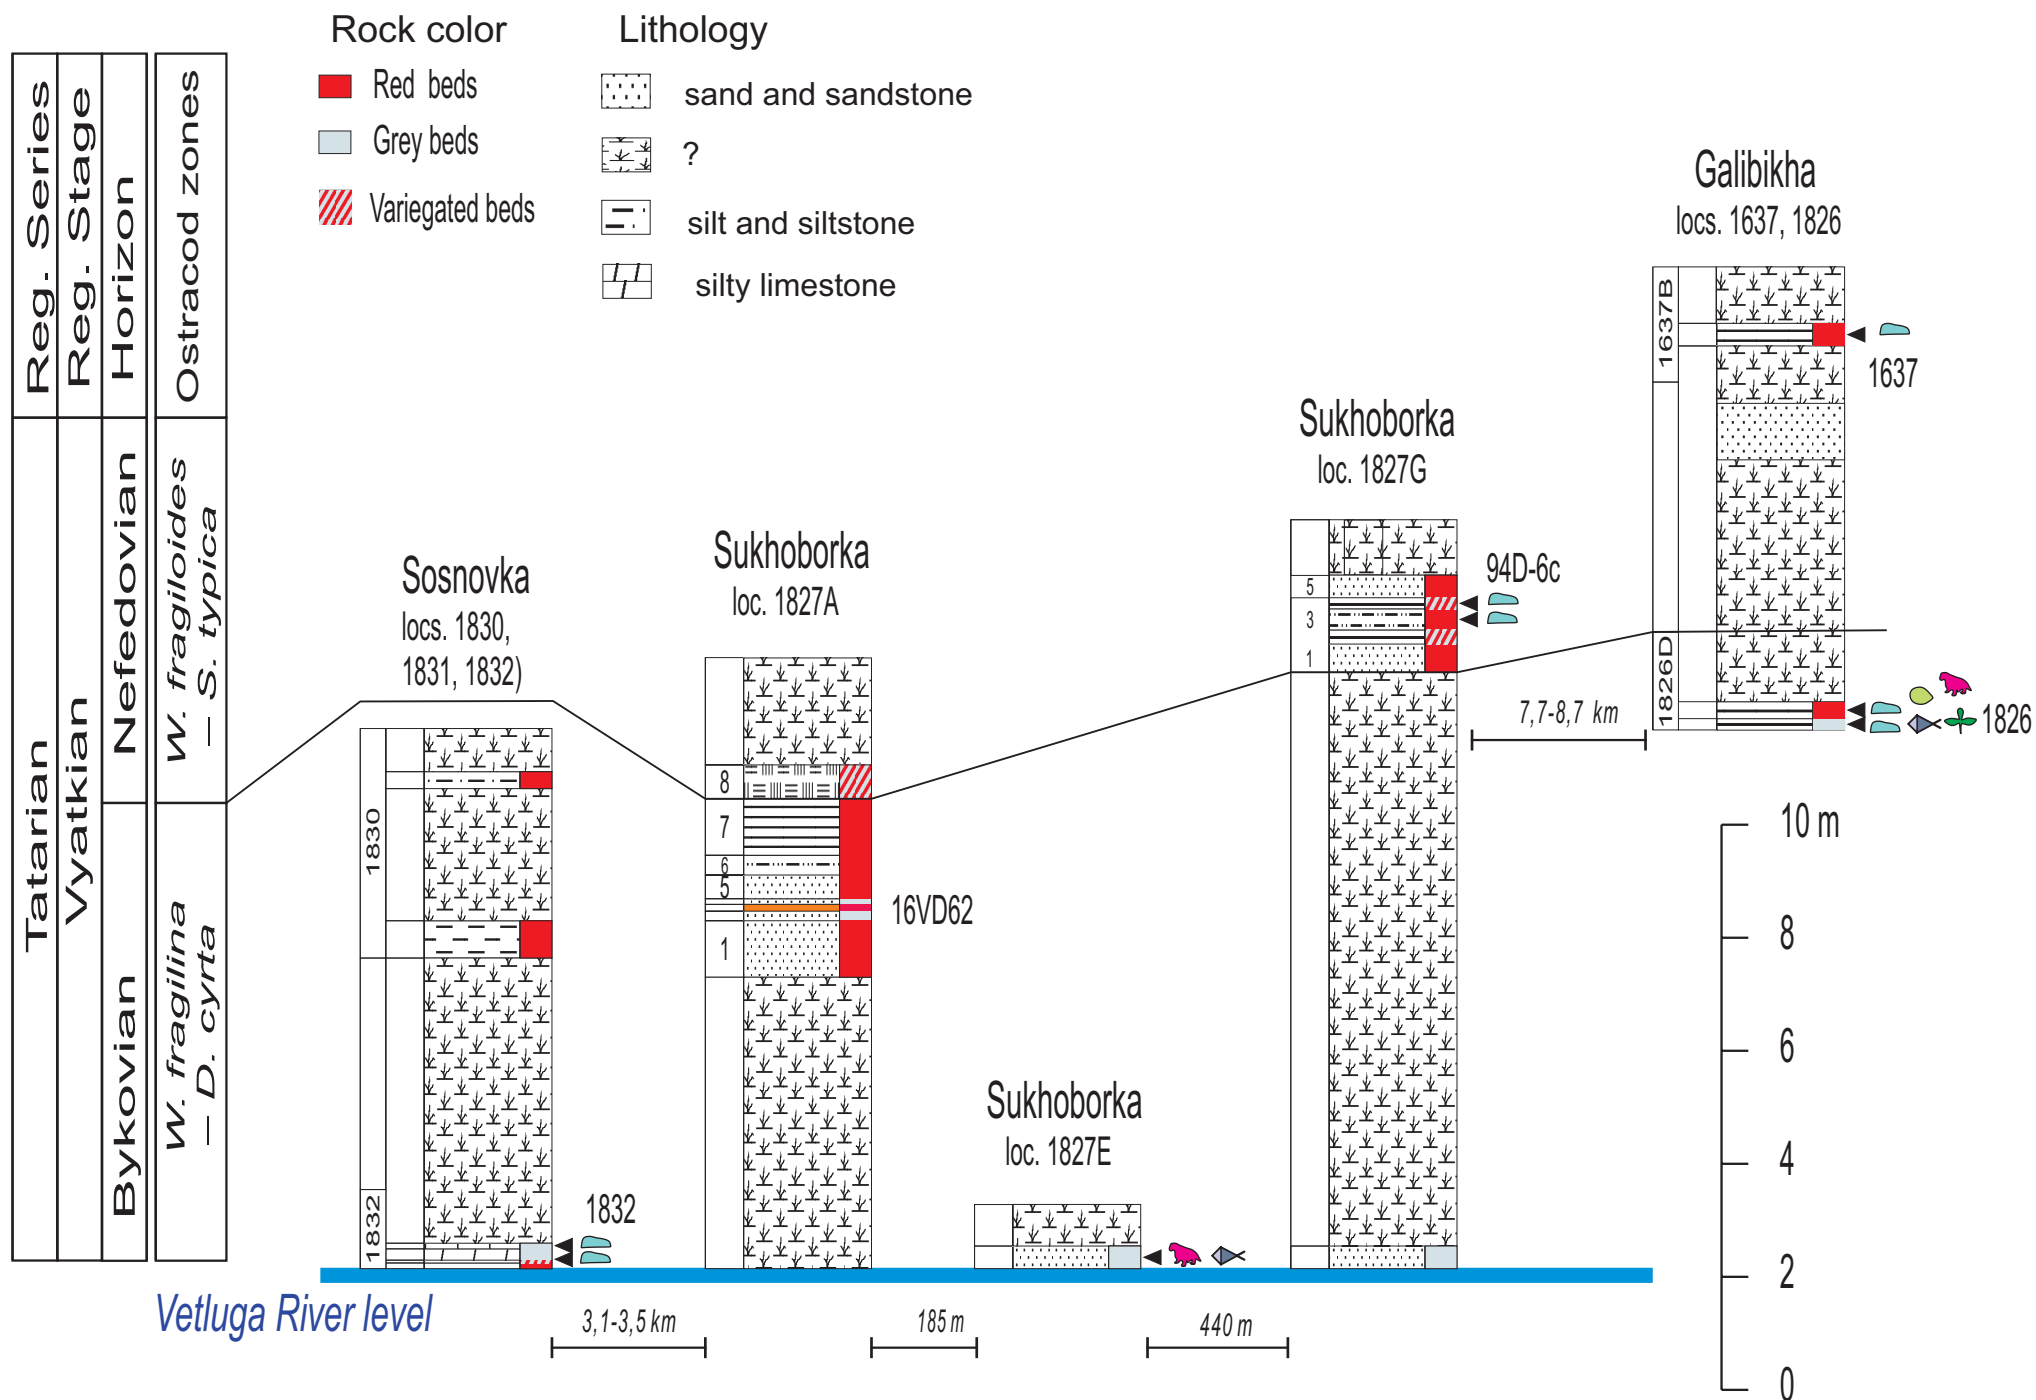 Rock color
Red beds
Grey beds
Variegated beds
Lithology
sand and sandstone
?
silt and siltstone
silty limestone
Reg. Series
Reg. Stage
Horizon
Ostracod zones
Tatarian
Vyatkian
Nefedovian
Bykovian
W. fragiloides
– S. typica
W. fragilina
– D. cyrta
Sosnovka
locs. 1830,
1831, 1832)
1830
1832
1832
Sukhoborka
loc. 1827A
8
7
6
5
1
16VD62
Sukhoborka
loc. 1827E
Sukhoborka
loc. 1827G
5
3
1
94D-6c
Galibikha
locs. 1637, 1826
1637B
1826D
1637
1826
7,7-8,7 km
10 m
8
6
4
2
0
Vetluga River level
3,1-3,5 km
185 m
440 m